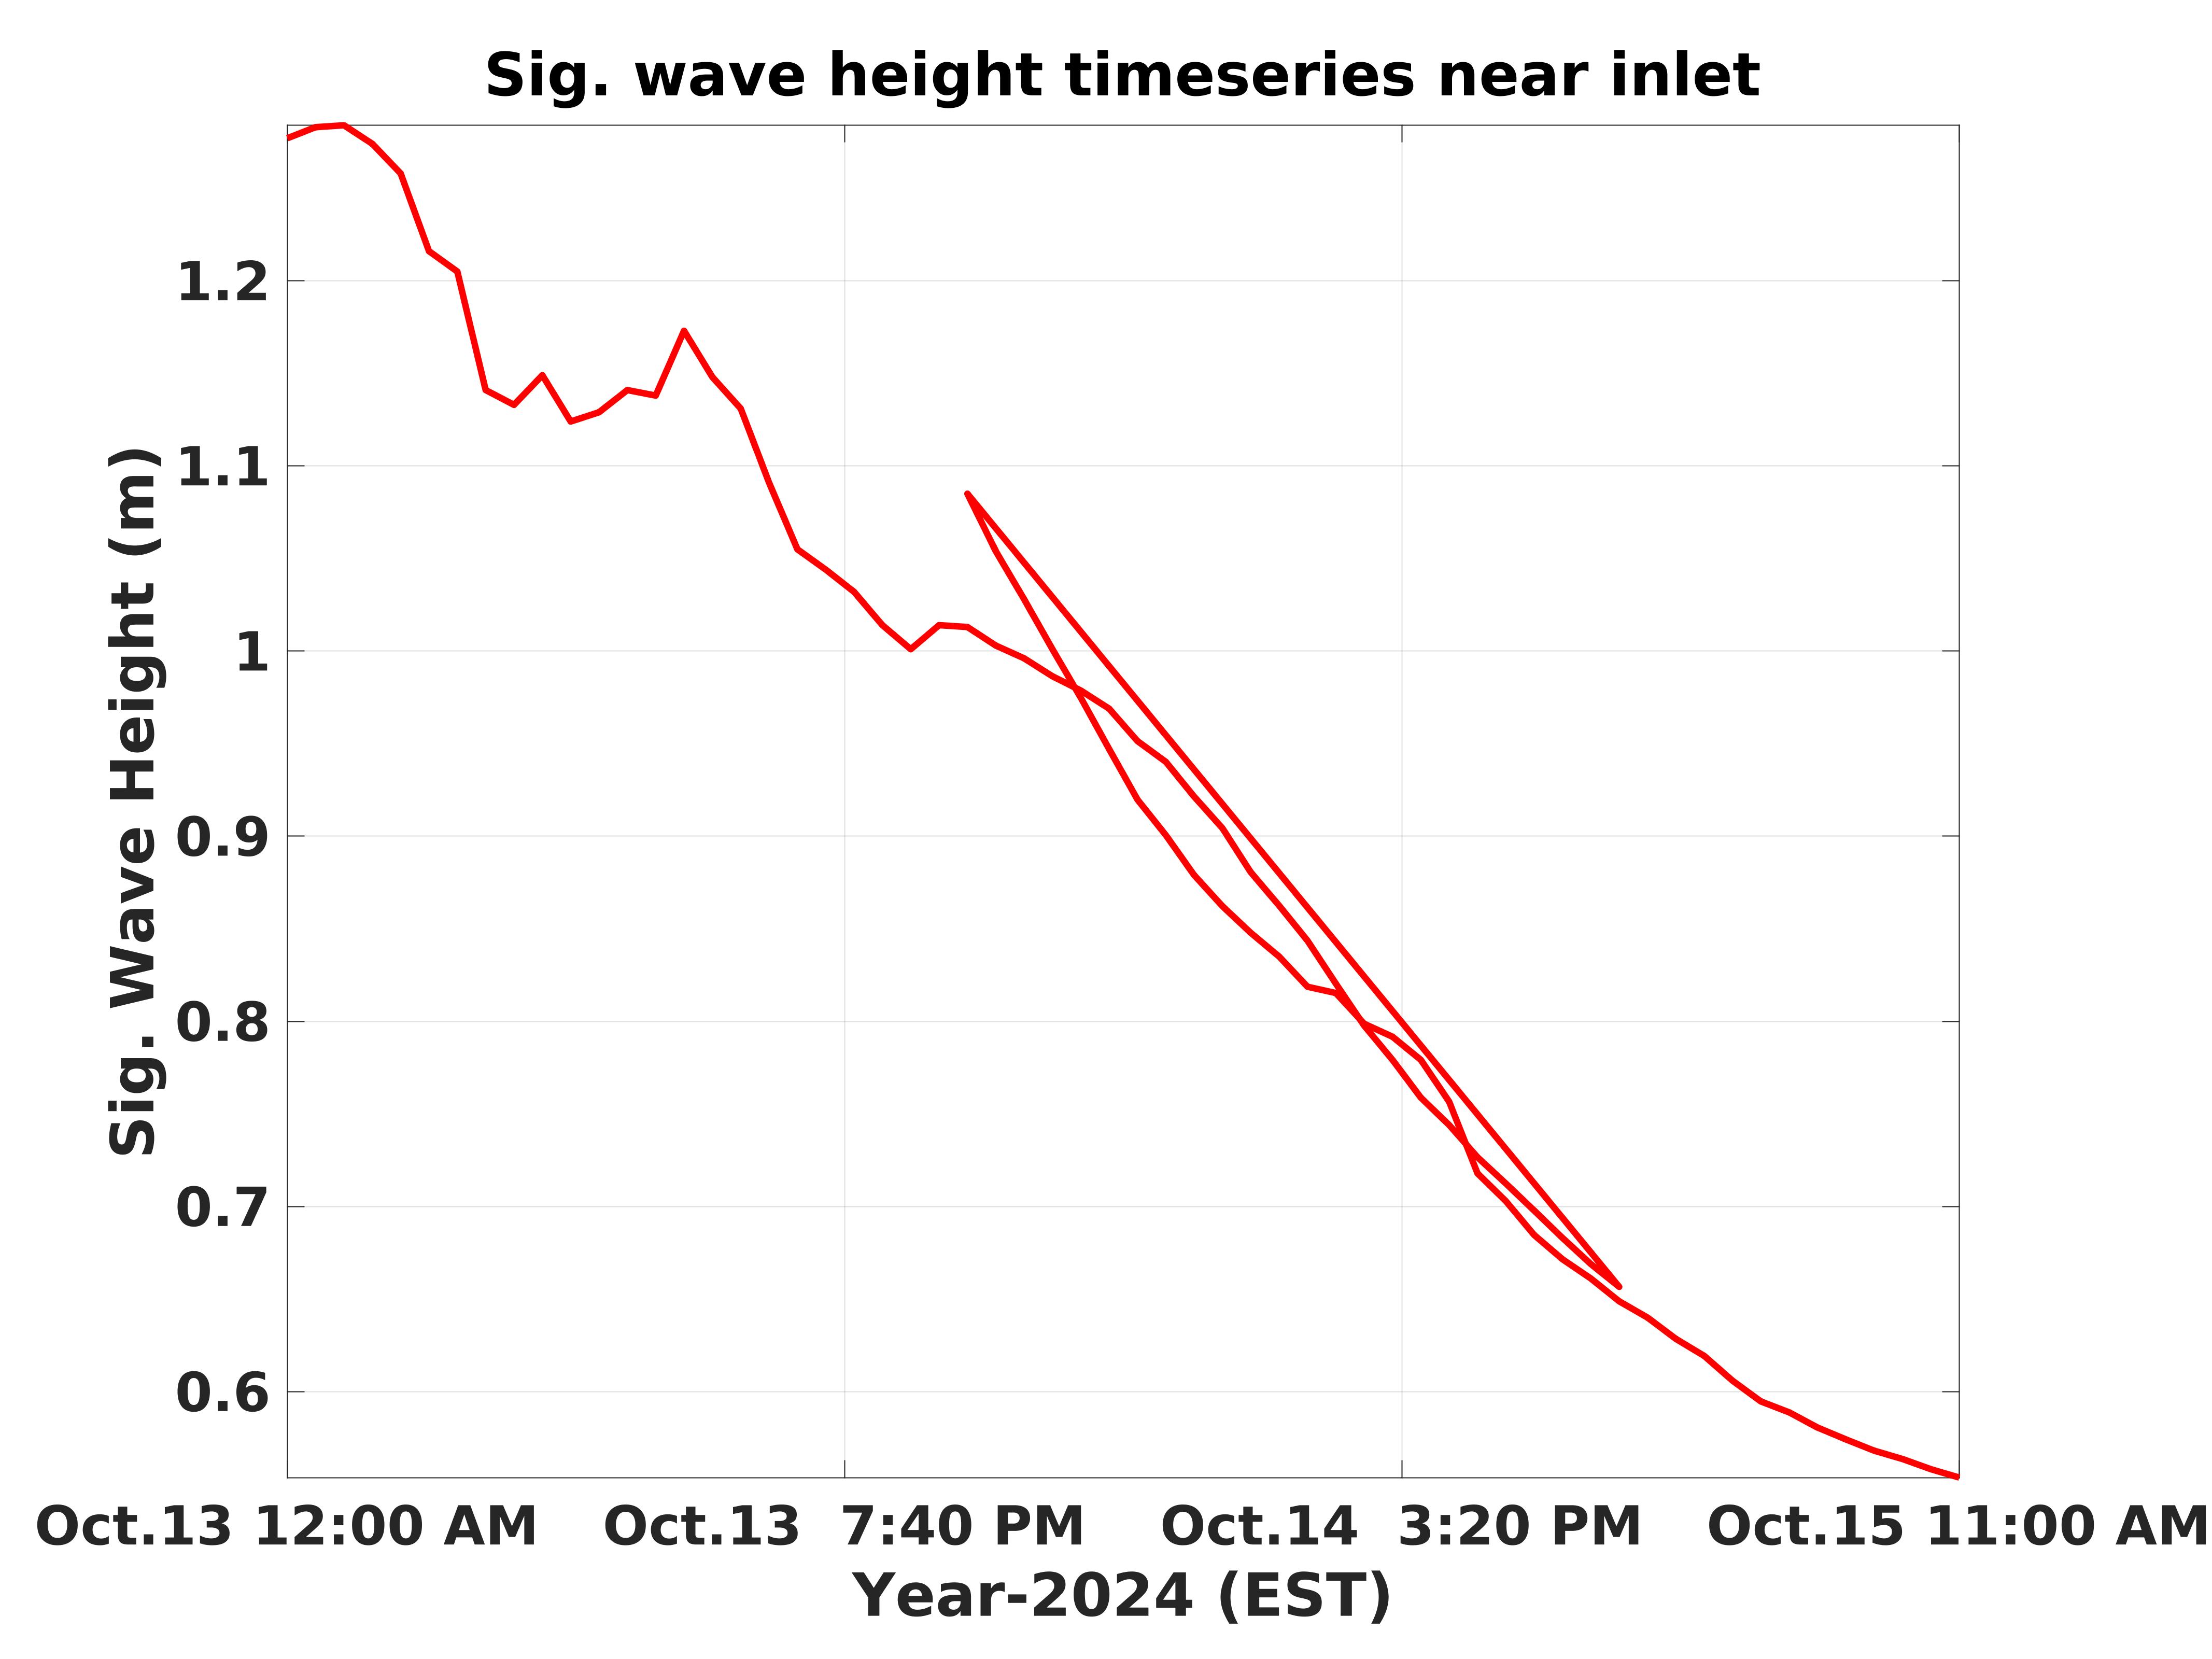 Sig. wave height timeseries near inlet
Sig. Wave Height (m)
1.2
1.1
1
0.9
0.8
0.7
0.6
Oct.13 12:00 AM
Oct.13 7:40 PM
Oct.14 3:20 PM
Oct.15 11:00 AM
Year-2024 (EST)